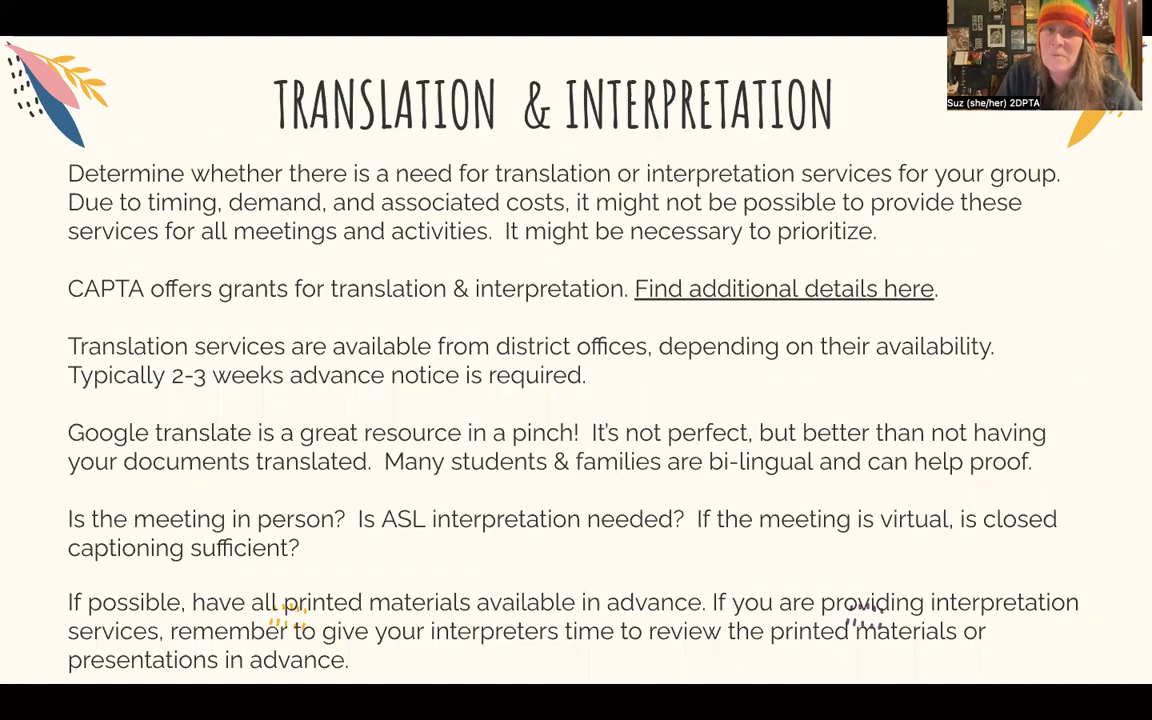 Suz (she/her) 2DPTA
TRANSLATION & INTERPRETATION
Determine whether there is a need for translation or interpretation services for your group.
Due to timing, demand, and associated costs, it might not be possible to provide these
services for all meetings and activities. It might be necessary to prioritize.
CAPTA offers grants for translation & interpretation. Find additional details here.
Translation services are available from district offices, depending on their availability.
Typically 2-3 weeks advance notice is required.
Google translate is a great resource in a pinch! It's not perfect, but better than not having
your documents translated. Many students & families are bi-lingual and can help proof.
Is the meeting in person? Is ASL interpretation needed? If the meeting is virtual, is closed
captioning sufficient?
If possible, have all printed materials available in advance. If you are providing interpretation
services, remember to give your interpreters time to review the printed materials or
presentations in advance.